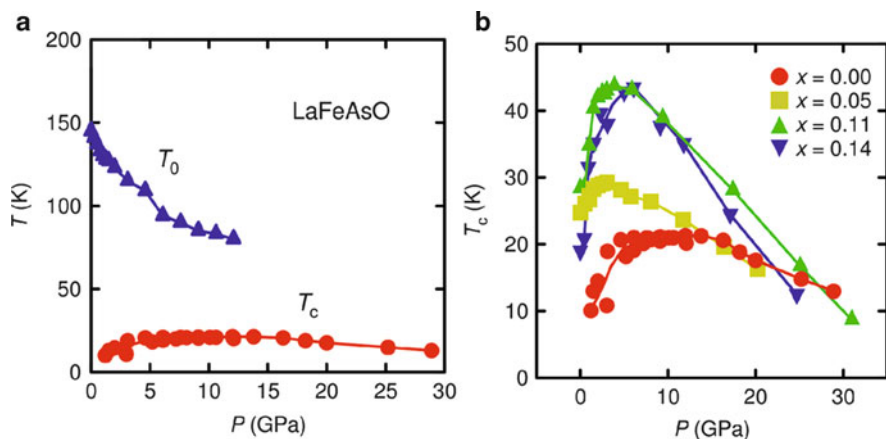 a
200
150
100
50
0
T (K)
LaFeAsO
T0
Tc
0 5 10 15 20 25 30
P (GPa)
b
50
40
30
20
10
0
Tc (K)
x = 0.00
x = 0.05
x = 0.11
x = 0.14
0 10 20 30
P (GPa)